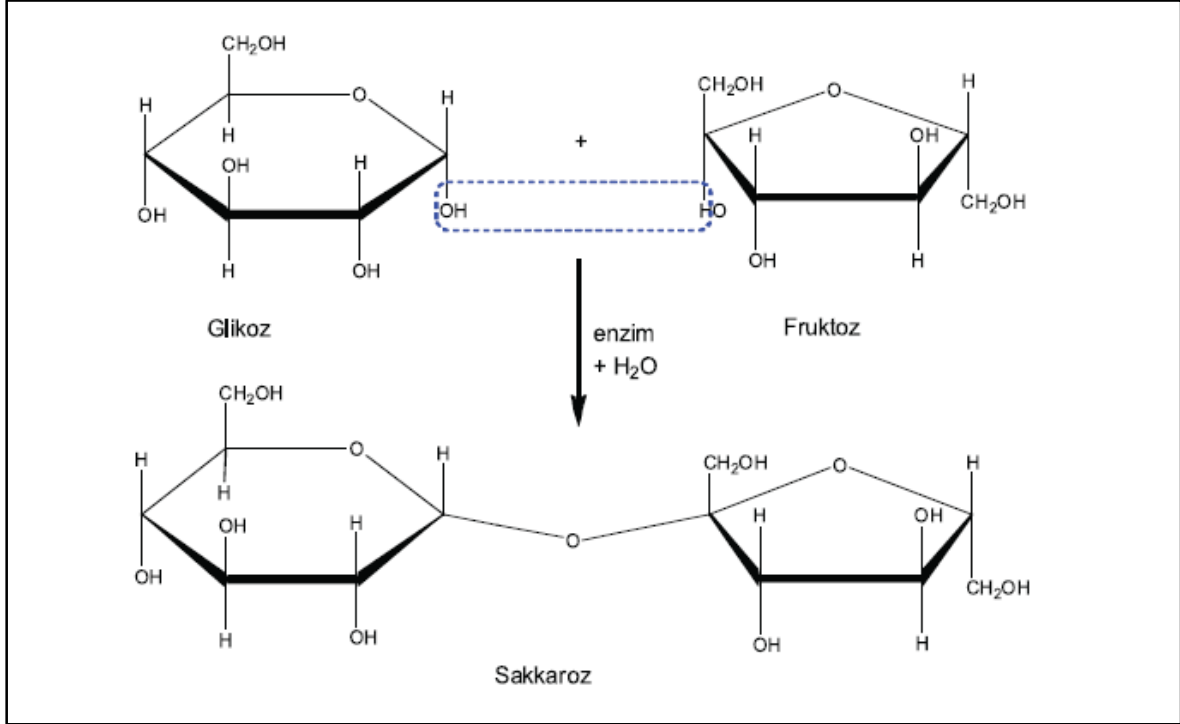 CH₂OH
H O H CH₂OH O H
H + H OH
OH H
OH OH HO CH₂OH
H OH OH H
Glikoz Fruktoz
enzim
+ H₂O
CH₂OH
H O H CH₂OH O H
H
OH H H OH
OH O CH₂OH
H OH OH H
Sakkaroz